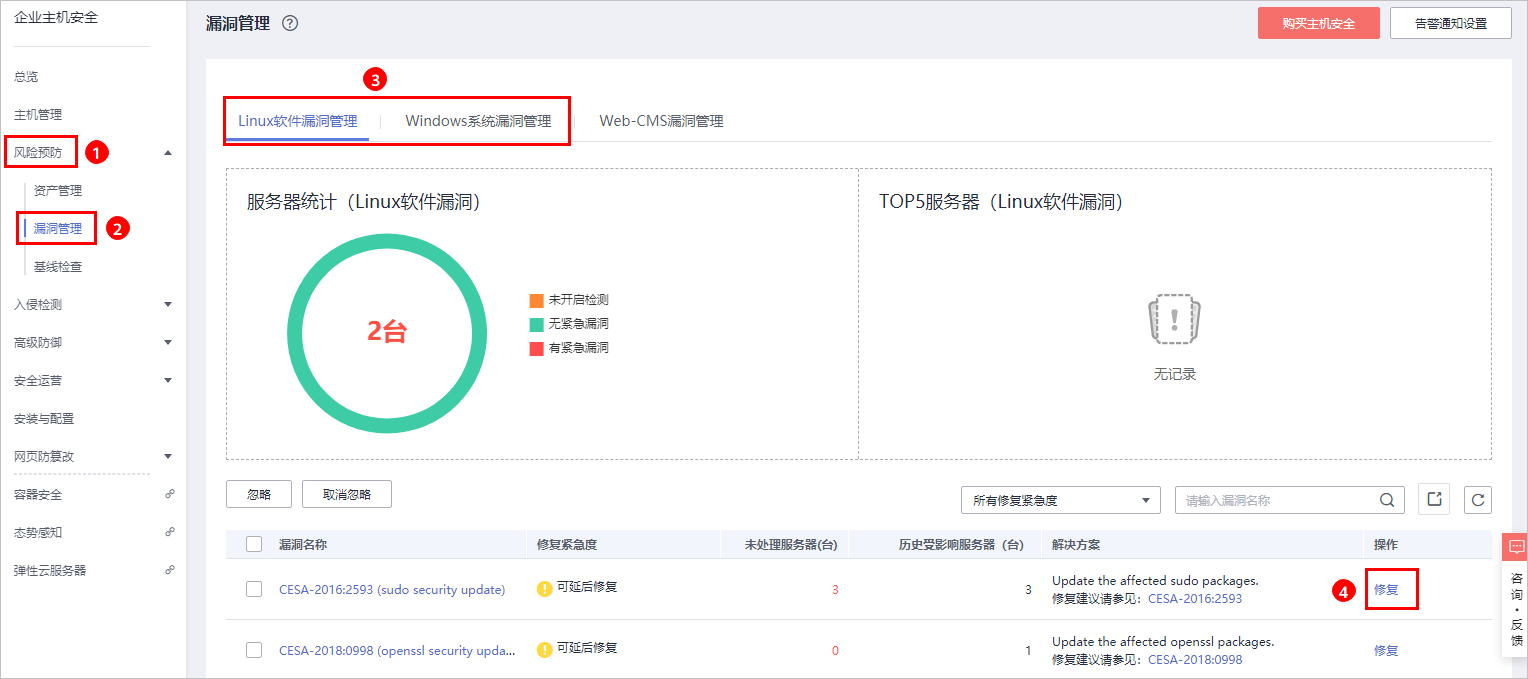 企业主机安全
总览
主机管理
风险预防
1
资产管理
漏洞管理
2
基线检查
入侵检测
高级防御
安全运营
安装与配置
网页防篡改
容器安全
态势感知
弹性云服务器
漏洞管理 ?
购买主机安全
告警通知设置
3
Linux软件漏洞管理
Windows系统漏洞管理
Web-CMS漏洞管理
服务器统计（Linux软件漏洞）
2台
未开启检测
无紧急漏洞
有紧急漏洞
TOP5服务器（Linux软件漏洞）
无记录
忽略
取消忽略
所有修复紧急度
请输入漏洞名称
漏洞名称 修复紧急度 未处理服务器(台) 历史受影响服务器（台） 解决方案 操作
CESA-2016:2593 (sudo security update) 可延后修复 3 3 Update the affected sudo packages. 4 修复
修复建议请参见：CESA-2016:2593
CESA-2018:0998 (openssl security upda... 可延后修复 0 1 Update the affected openssl packages. 修复
修复建议请参见：CESA-2018:0998
咨询·反馈